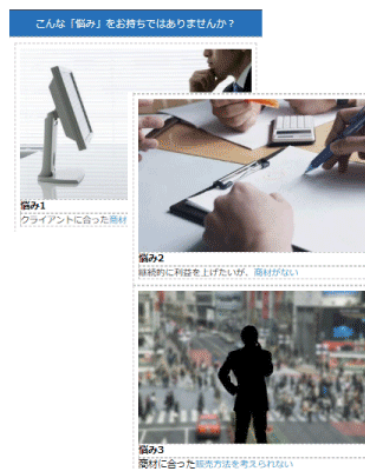 こんな「悩み」をお持ちではありませんか？
悩み1
クライアントに合った商材
悩み2
継続的に利益を上げたいが、商材がない
悩み3
商材に合った販売方法を考えられない